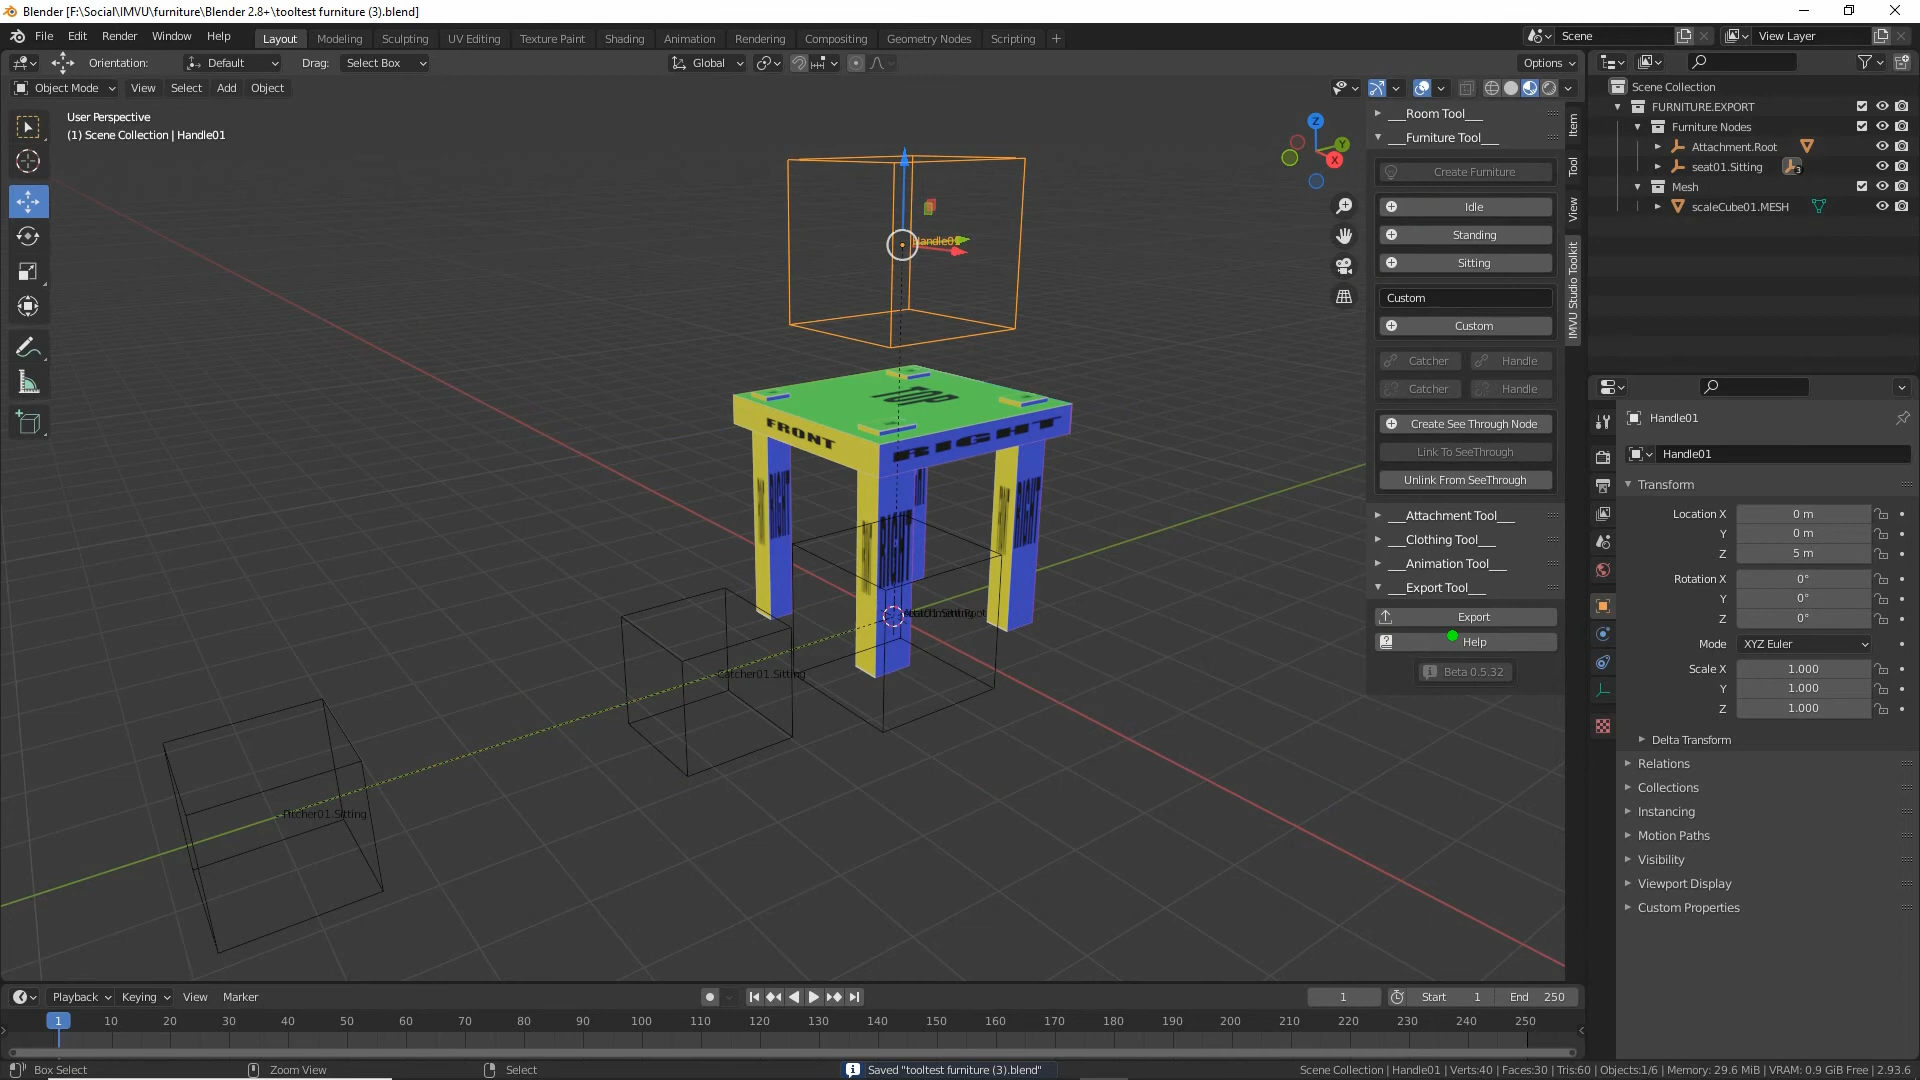 Blender [F:\Social\IMVU\furniture\Blender 2.8+\tooltest furniture (3).blend]
File Edit Render Window Help Layout Modeling Sculpting UV Editing Texture Paint Shading Animation Rendering Compositing Geometry Nodes Scripting + Scene View Layer
Orientation: Default Drag: Select Box Global Options
Object Mode View Select Add Object
User Perspective
(1) Scene Collection | Handle01
Z
Y
X
Handle01
TOP
FRONT
RIGHT
RIGHT
RIGHT
RIGHT
Catcher01.Sitting
Pitcher01.Sitting
___Room Tool___
___Furniture Tool___
Create Furniture
Idle
Standing
Sitting
Custom
Custom
Catcher Handle
Catcher Handle
Create See Through Node
Link To SeeThrough
Unlink From SeeThrough
___Attachment Tool___
___Clothing Tool___
___Animation Tool___
___Export Tool___
Export
Help
Beta 0.5.32
Item
Tool
View
IMVU Studio Toolkit
Scene Collection
FURNITURE.EXPORT
Furniture Nodes
Attachment.Root
seat01.Sitting 3
Mesh
scaleCube01.MESH
Handle01
Handle01
Transform
Location X 0 m
Y 0 m
Z 5 m
Rotation X 0°
Y 0°
Z 0°
Mode XYZ Euler
Scale X 1.000
Y 1.000
Z 1.000
Delta Transform
Relations
Collections
Instancing
Motion Paths
Visibility
Viewport Display
Custom Properties
Playback Keying View Marker 1 Start 1 End 250
1 10 20 30 40 50 60 70 80 90 100 110 120 130 140 150 160 170 180 190 200 210 220 230 240 250
Box Select Zoom View Select Saved "tooltest furniture (3).blend" Scene Collection | Handle01 | Verts:40 | Faces:30 | Tris:60 | Objects:1/6 | Memory: 29.6 MiB | VRAM: 0.9 GiB Free | 2.93.6